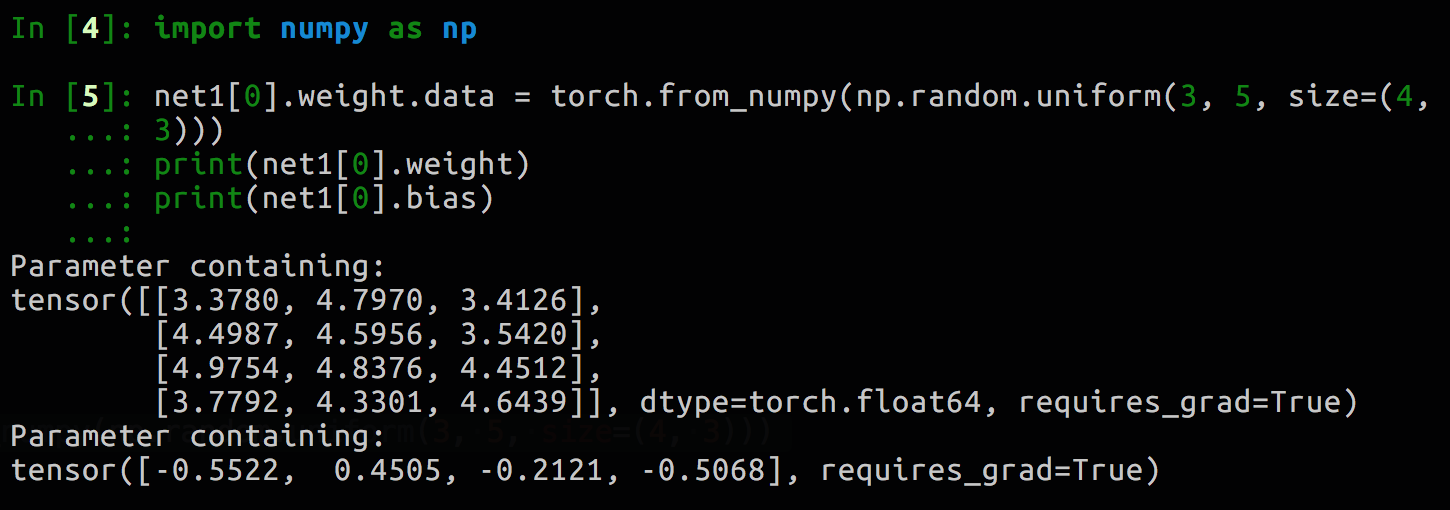 In [4]: import numpy as np
In [5]: net1[0].weight.data = torch.from_numpy(np.random.uniform(3, 5, size=(4,
...: 3)))
...: print(net1[0].weight)
...: print(net1[0].bias)
...:
Parameter containing:
tensor([[3.3780, 4.7970, 3.4126],
[4.4987, 4.5956, 3.5420],
[4.9754, 4.8376, 4.4512],
[3.7792, 4.3301, 4.6439]], dtype=torch.float64, requires_grad=True)
Parameter containing:
tensor([-0.5522,  0.4505, -0.2121, -0.5068], requires_grad=True)